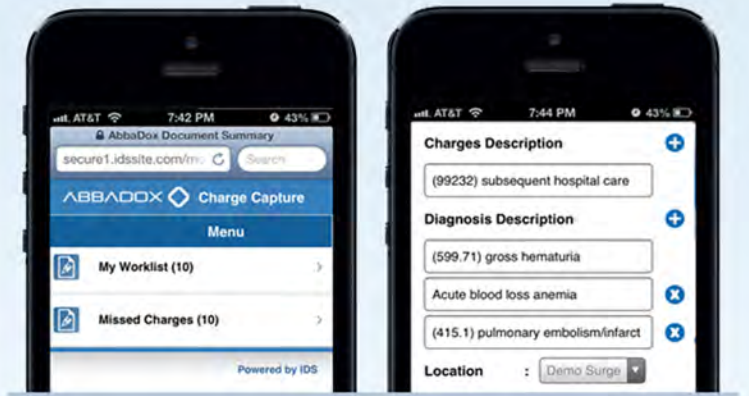 AT&T 7:42 PM 43%
AbbaDox Document Summary
secure1.idssite.com/m Search
ABBADOX Charge Capture
Menu
My Worklist (10)
Missed Charges (10)
Powered by IDS
AT&T 7:44 PM 43%
Charges Description
(99232) subsequent hospital care
Diagnosis Description
(599.71) gross hematuria
Acute blood loss anemia
(415.1) pulmonary embolism/infarct
Location : Demo Surge